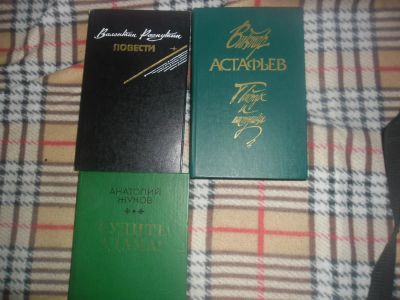 Валентин Распутин
ПОВЕСТИ
Виктор
АСТАФЬЕВ
АНАТОЛИЙ
ЖУКОВ
СУДИТЬ
АДАМА!